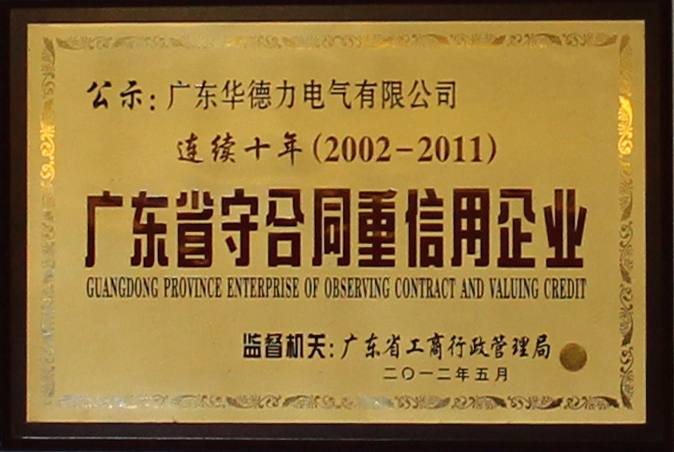 公示：广东华德力电气有限公司
连续十年(2002-2011)
广东省守合同重信用企业
GUANGDONG PROVINCE ENTERPRISE OF OBSERVING CONTRACT AND VALUING CREDIT
监督机关：广东省工商行政管理局
二〇一二年五月